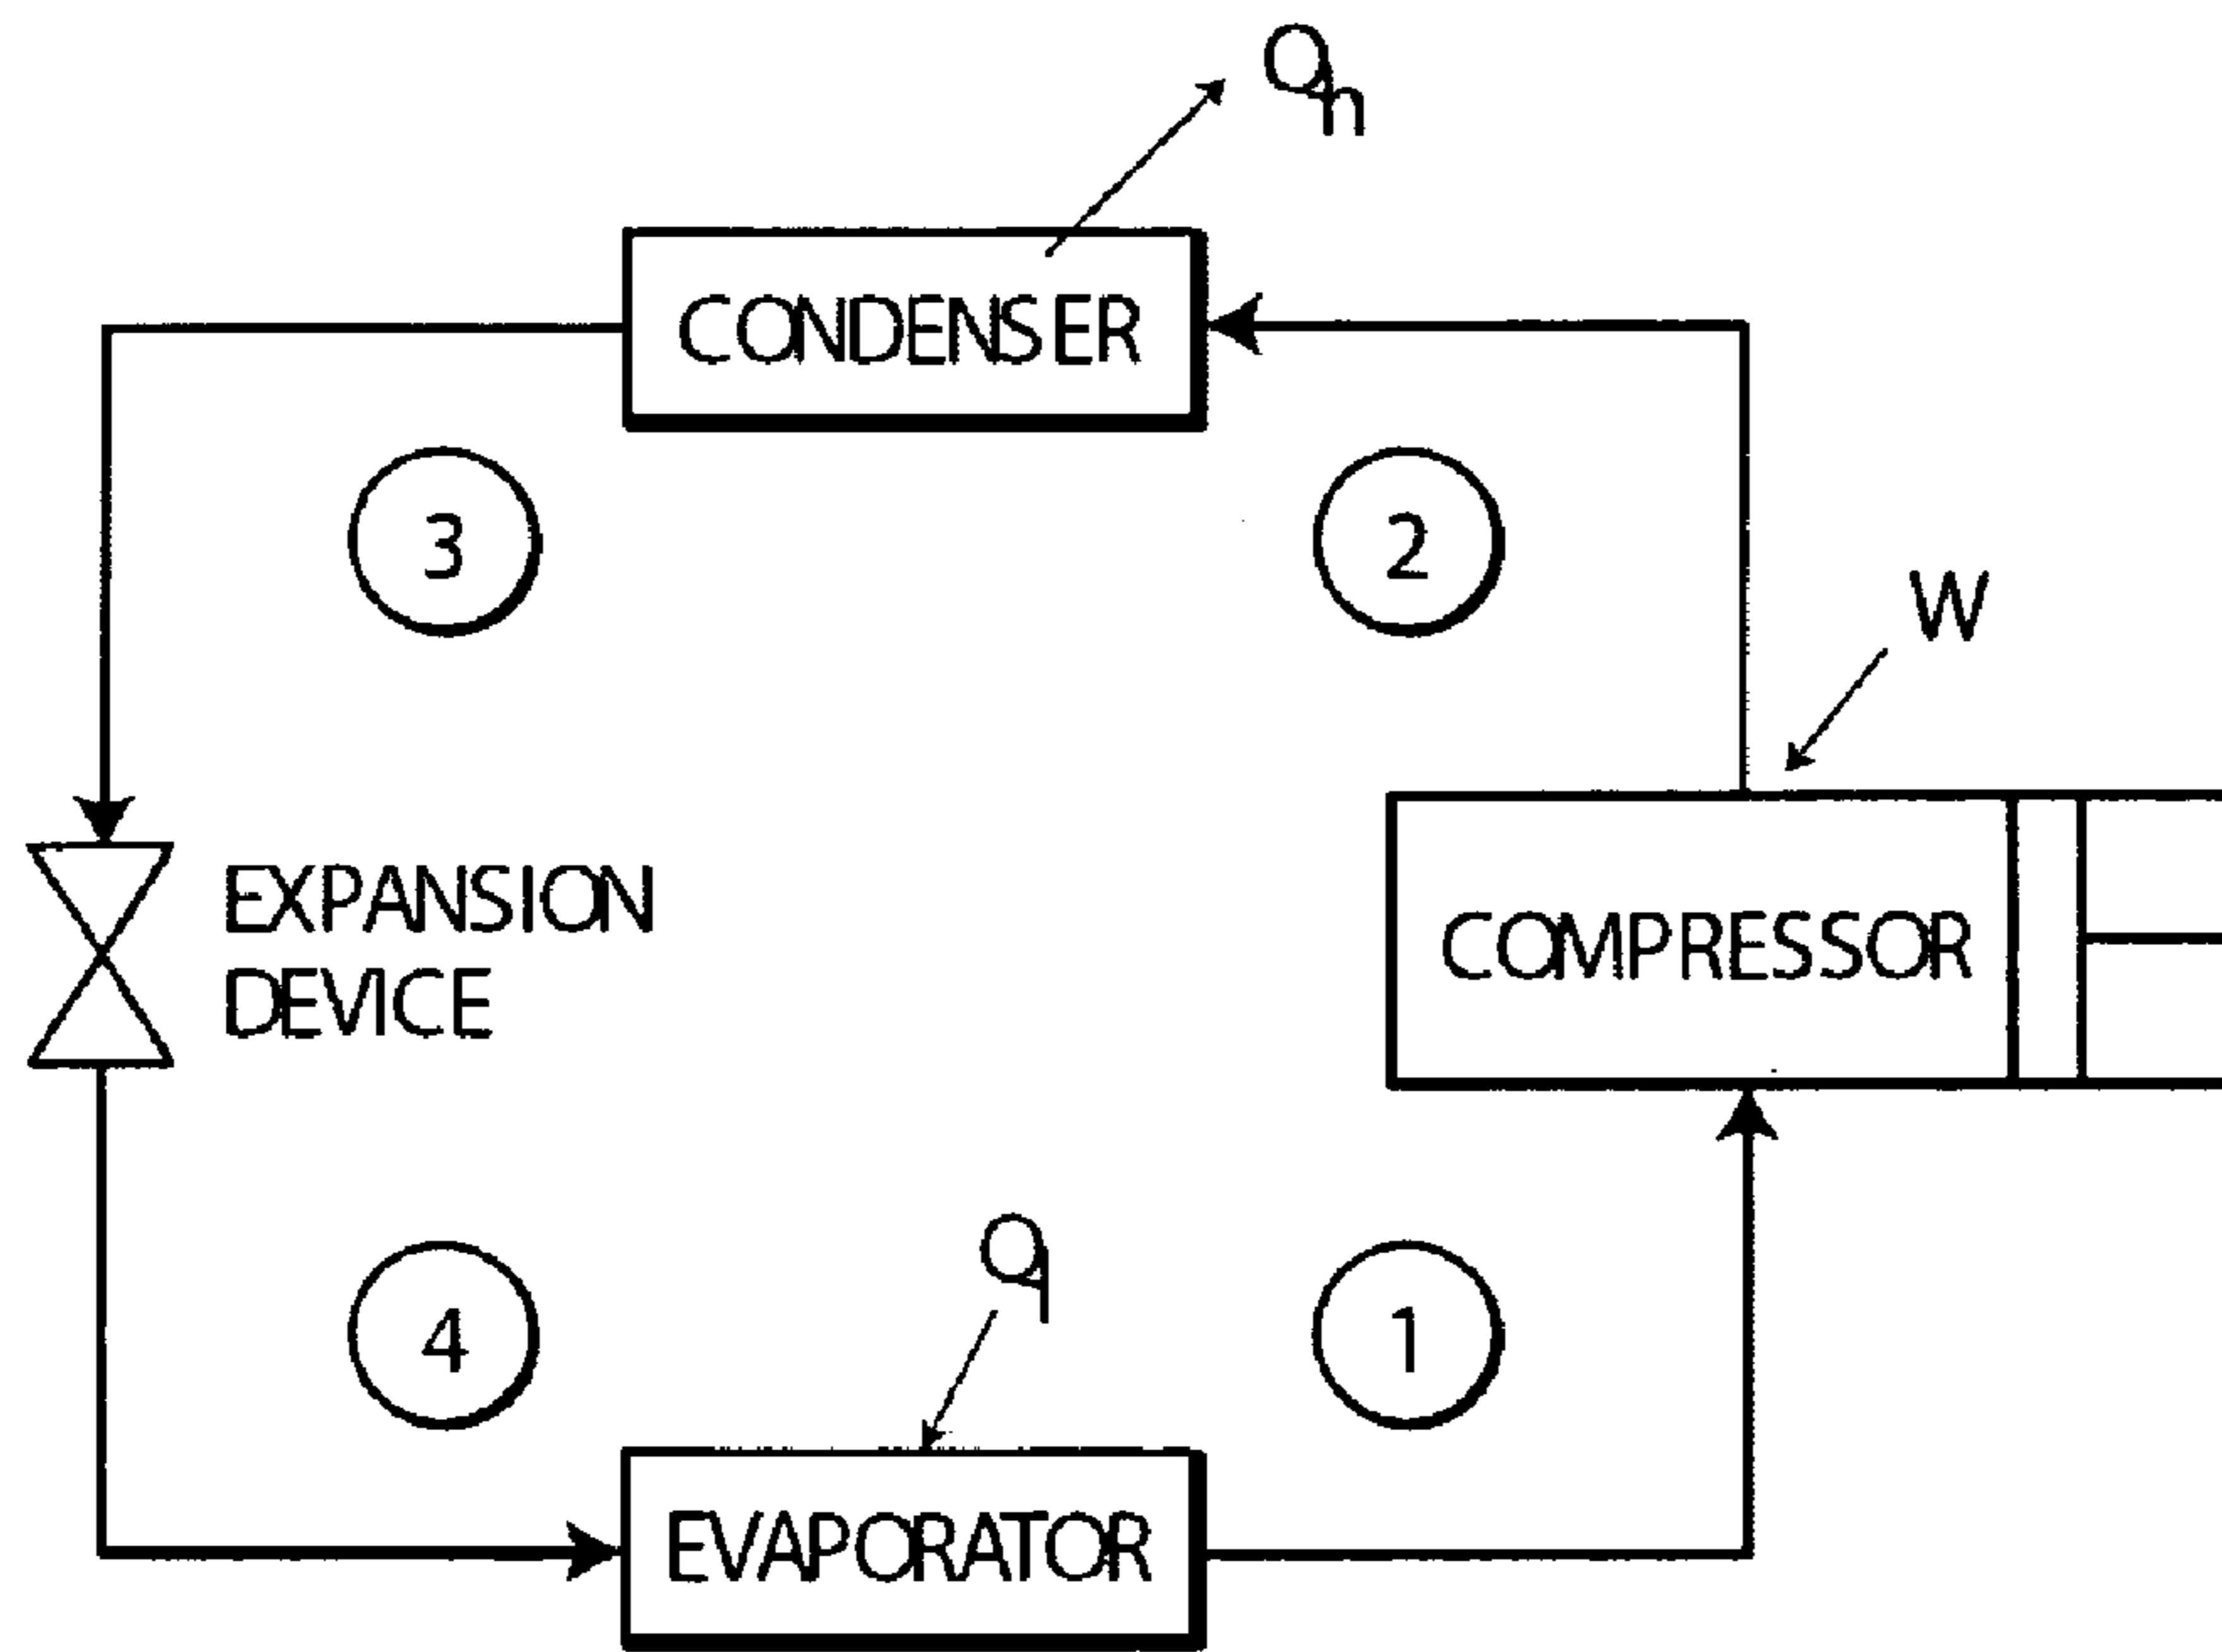 Qh
CONDENSER
3
2
W
EXPANSION
DEVICE
COMPRESSOR
Ql
4
1
EVAPORATOR